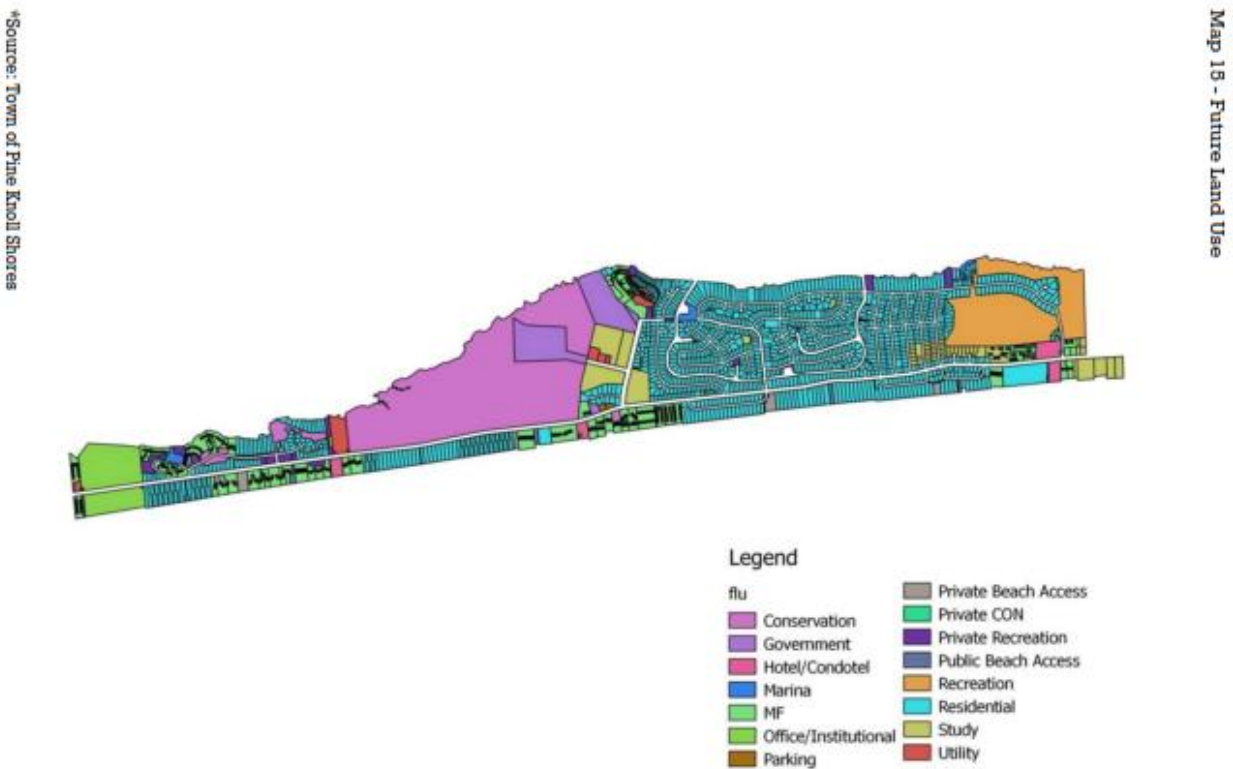 Map 15 - Future Land Use
*Source: Town of Pine Knoll Shores
Legend
flu
Conservation
Government
Hotel/Condotel
Marina
MF
Office/Institutional
Parking
Private Beach Access
Private CON
Private Recreation
Public Beach Access
Recreation
Residential
Study
Utility